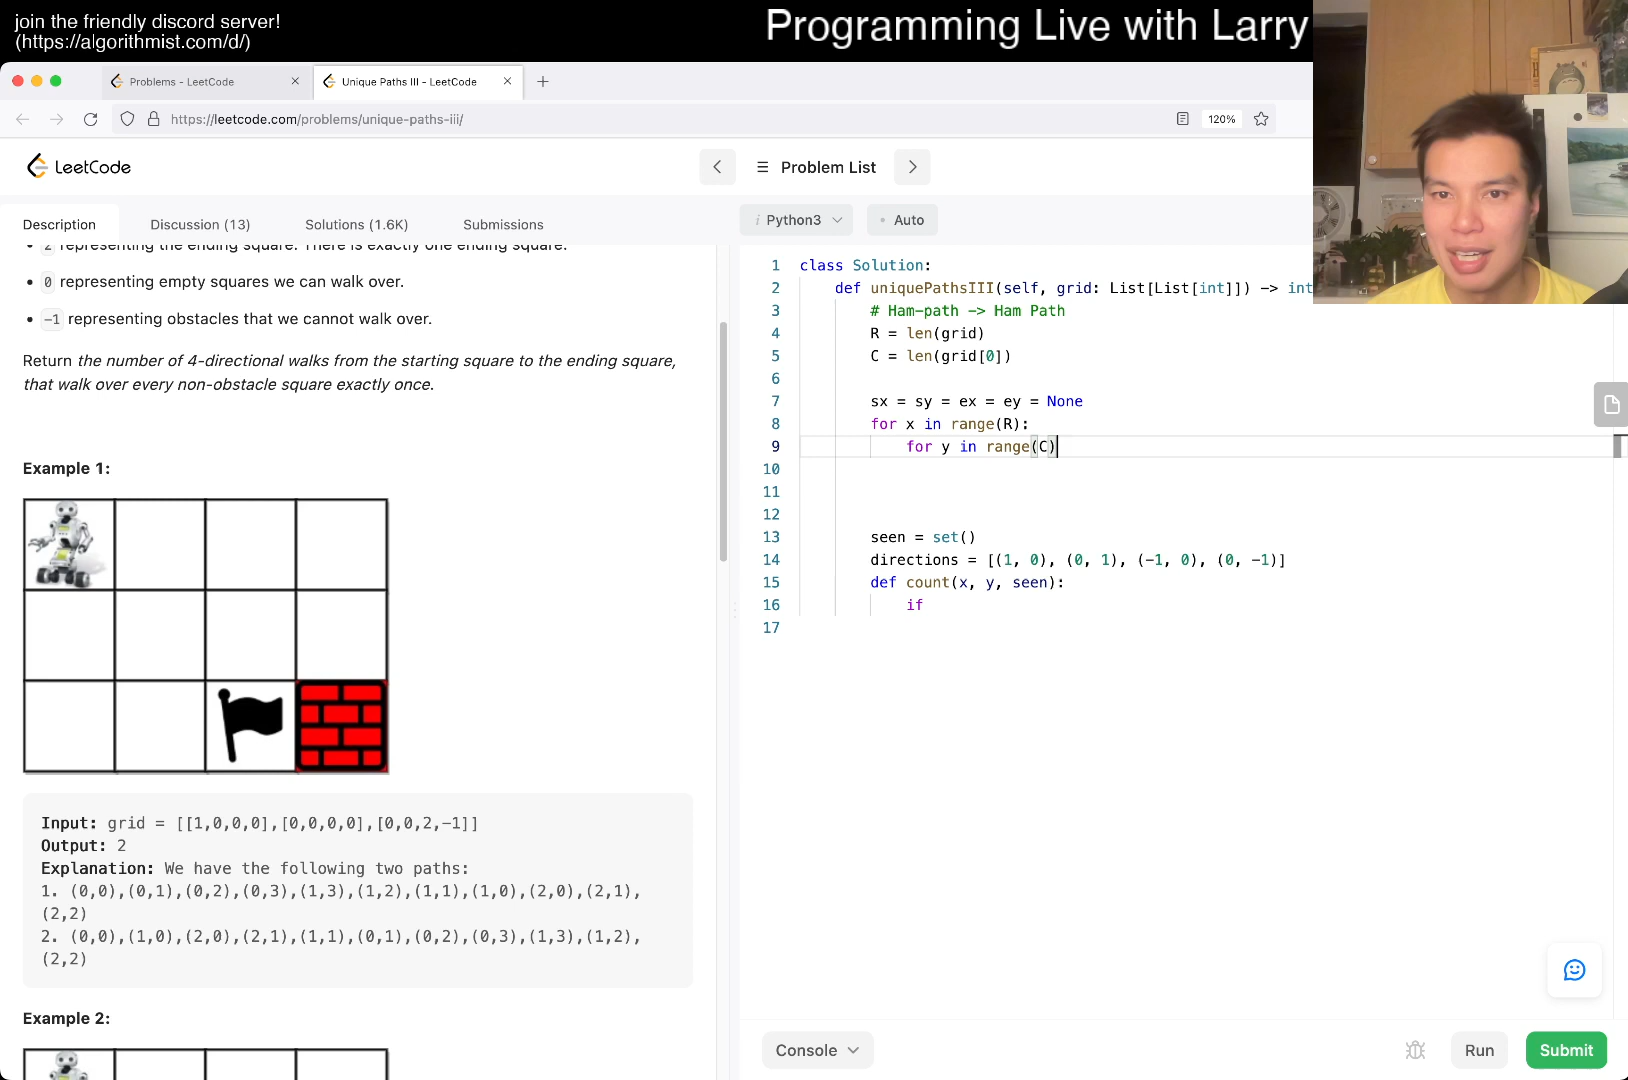 join the friendly discord server!
(https://algorithmist.com/d/)
Programming Live with Larry
Problems - LeetCode
Unique Paths III - LeetCode
https://leetcode.com/problems/unique-paths-iii/
120%
LeetCode
Problem List
Description
Discussion (13)
Solutions (1.6K)
Submissions
i Python3
Auto
2 representing the ending square. There is exactly one ending square.
0 representing empty squares we can walk over.
-1 representing obstacles that we cannot walk over.
Return the number of 4-directional walks from the starting square to the ending square,
that walk over every non-obstacle square exactly once.
Example 1:
Input: grid = [[1,0,0,0],[0,0,0,0],[0,0,2,-1]]
Output: 2
Explanation: We have the following two paths:
1. (0,0),(0,1),(0,2),(0,3),(1,3),(1,2),(1,1),(1,0),(2,0),(2,1),
(2,2)
2. (0,0),(1,0),(2,0),(2,1),(1,1),(0,1),(0,2),(0,3),(1,3),(1,2),
(2,2)
Example 2:
1 class Solution:
2 def uniquePathsIII(self, grid: List[List[int]]) -> int
3 # Ham-path -> Ham Path
4 R = len(grid)
5 C = len(grid[0])
6
7 sx = sy = ex = ey = None
8 for x in range(R):
9 for y in range(C)
10
11
12
13 seen = set()
14 directions = [(1, 0), (0, 1), (-1, 0), (0, -1)]
15 def count(x, y, seen):
16 if
17
Console
Run
Submit